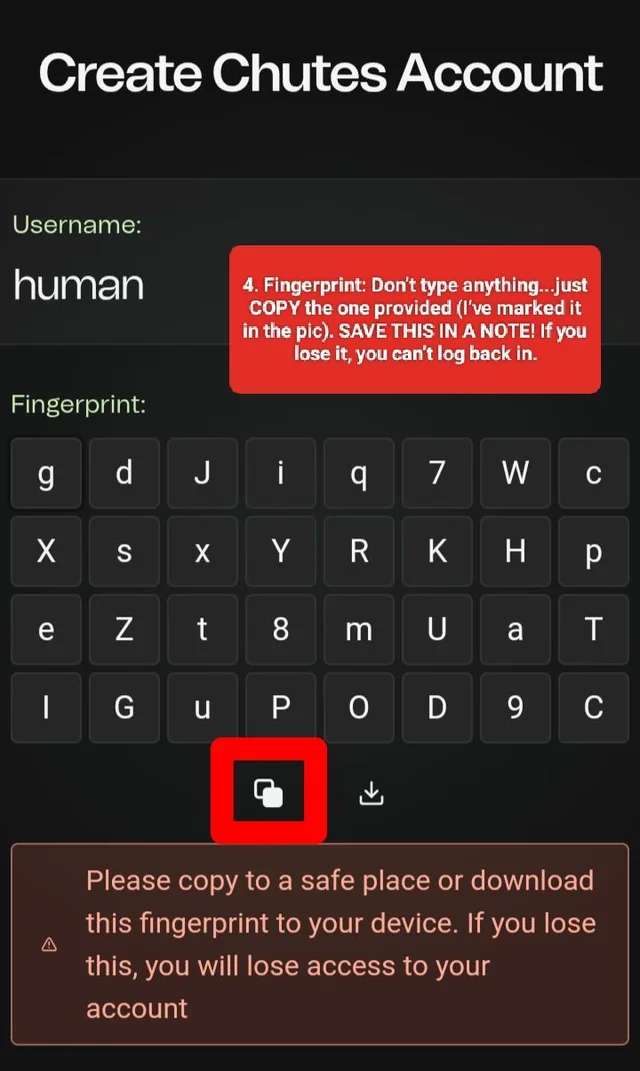 Create Chutes Account
Username:
human
4. Fingerprint: Don't type anything...just
COPY the one provided (I've marked it
in the pic). SAVE THIS IN A NOTE! If you
lose it, you can't log back in.
Fingerprint:
g d J i q 7 W c
X s x Y R K H p
e Z t 8 m U a T
I G u P O D 9 C
Please copy to a safe place or download
this fingerprint to your device. If you lose
this, you will lose access to your
account